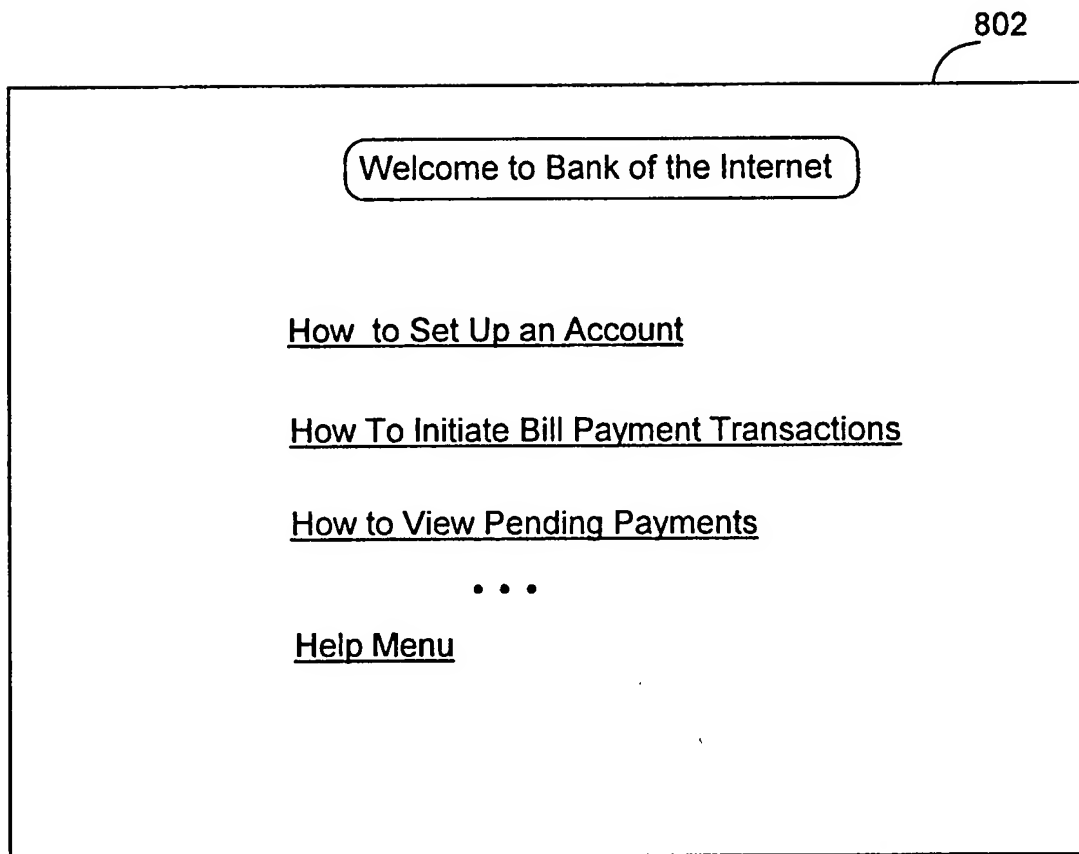 802
Welcome to Bank of the Internet
How to Set Up an Account
How To Initiate Bill Payment Transactions
How to View Pending Payments
• • •
Help Menu